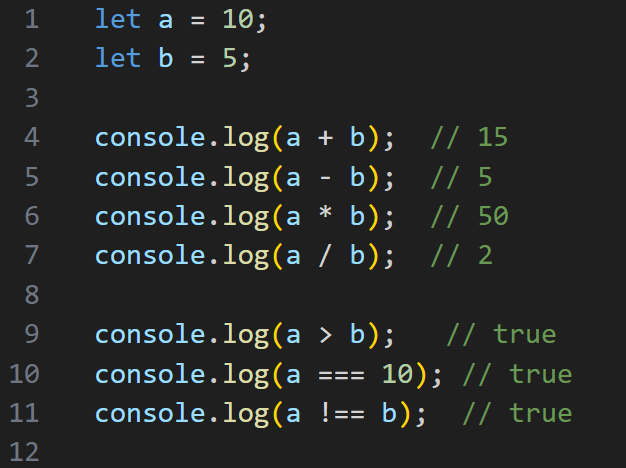 1 let a = 10;
2 let b = 5;
3
4 console.log(a + b);  // 15
5 console.log(a - b);  // 5
6 console.log(a * b);  // 50
7 console.log(a / b);  // 2
8
9 console.log(a > b);   // true
10 console.log(a === 10); // true
11 console.log(a !== b);  // true
12